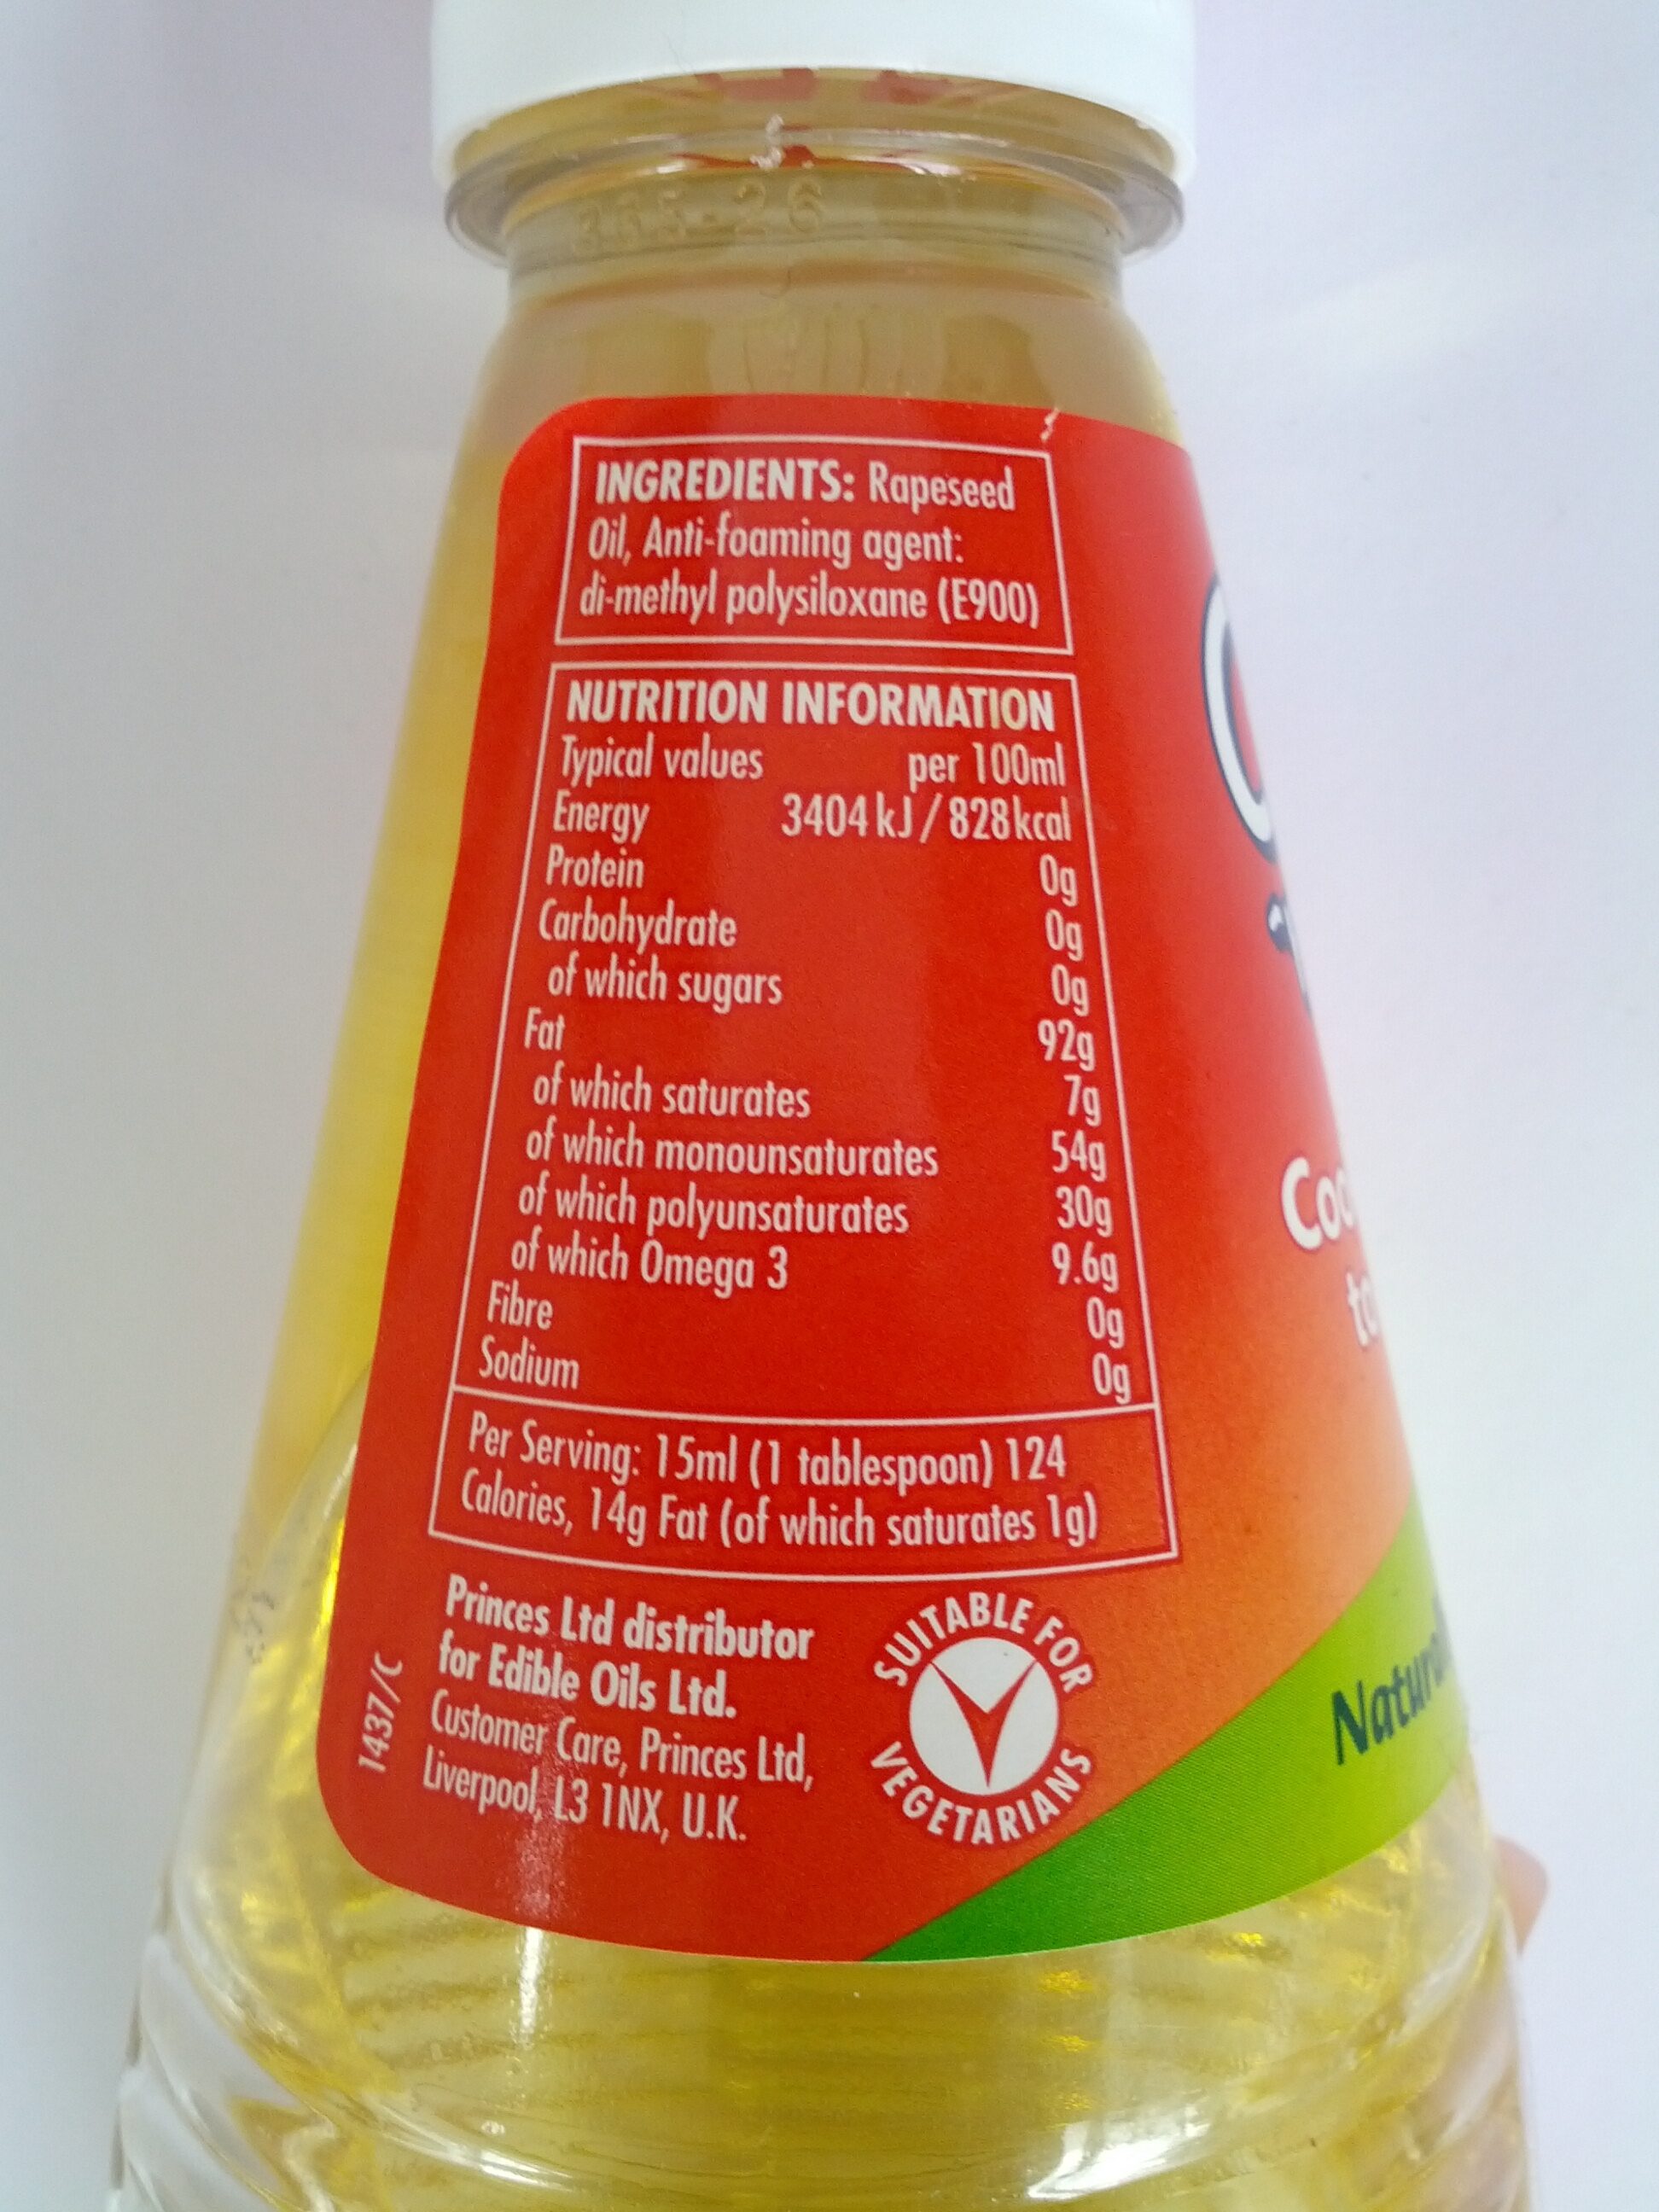 365-26
INGREDIENTS: Rapeseed
Oil, Anti-foaming agent:
di-methyl polysiloxane (E900)
NUTRITION INFORMATION
Typical values per 100ml
Energy 3404 kJ / 828 kcal
Protein 0g
Carbohydrate 0g
of which sugars 0g
Fat 92g
of which saturates 7g
of which monounsaturates 54g
of which polyunsaturates 30g
of which Omega 3 9.6g
Fibre 0g
Sodium 0g
Per Serving: 15ml (1 tablespoon) 124
Calories, 14g Fat (of which saturates 1g)
Princes Ltd distributor
for Edible Oils Ltd.
Customer Care, Princes Ltd,
Liverpool, L3 1NX, U.K.
1437/C
SUITABLE FOR
VEGETARIANS